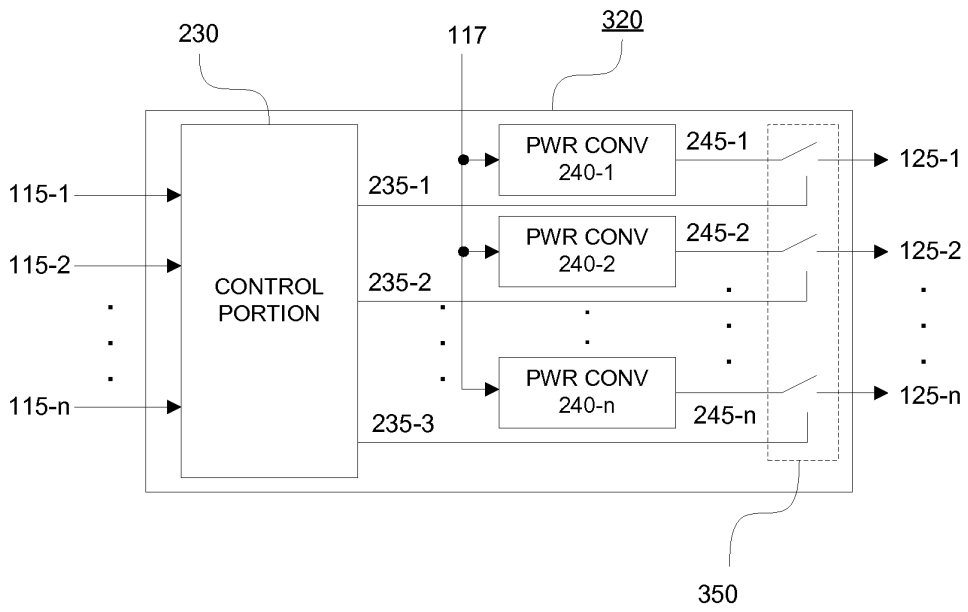 230
117
320
PWR CONV
240-1
245-1
125-1
115-1
235-1
PWR CONV
240-2
245-2
125-2
115-2
CONTROL
PORTION
235-2
PWR CONV
240-n
245-n
125-n
115-n
235-3
350